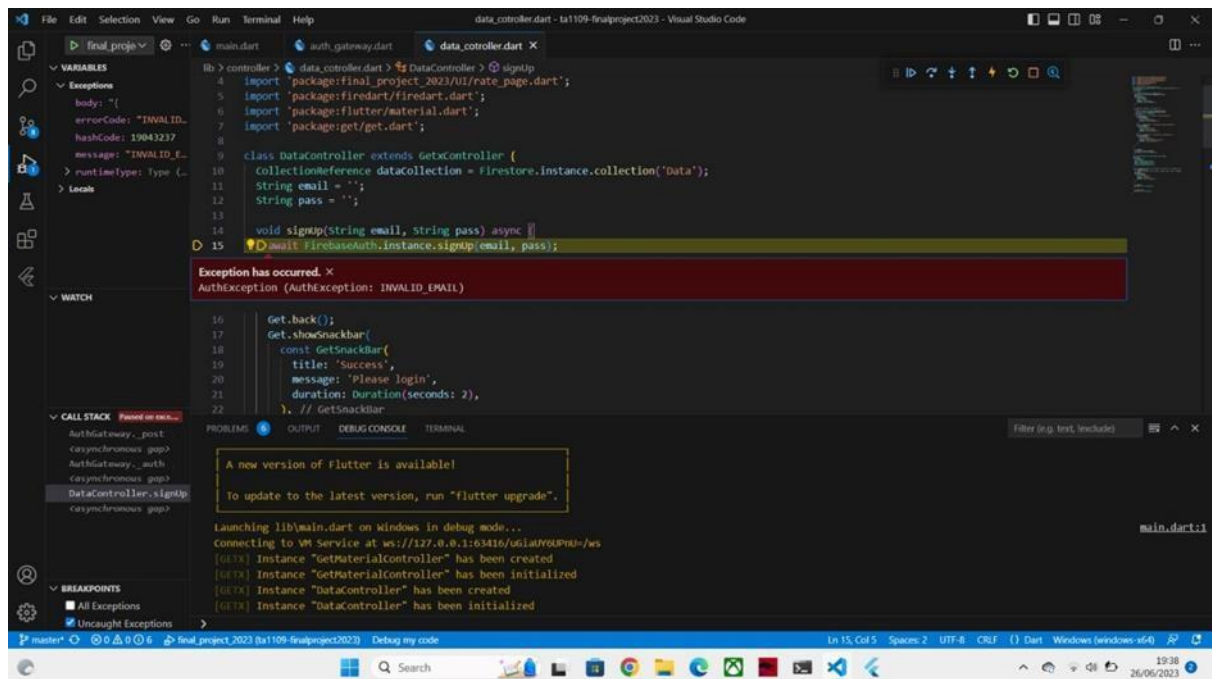 File Edit Selection View Go Run Terminal Help
data_cotroller.dart - ta1109-finalproject2023 - Visual Studio Code
final_proje
main.dart
auth_gateway.dart
data_cotroller.dart
lib > controller > data_cotroller.dart > DataController > signUp
VARIABLES
Exceptions
body: "{
errorCode: "INVALID_
hashCode: 19043237
message: "INVALID_E_
runtimeType: Type (_
Locals
4 import 'package:final_project_2023/UI/rate_page.dart';
5 import 'package:firedart/firedart.dart';
6 import 'package:flutter/material.dart';
7 import 'package:get/get.dart';
8
9 class DataController extends GetxController {
10 CollectionReference dataCollection = Firestore.instance.collection('Data');
11 String email = '';
12 String pass = '';
13
14 void signUp(String email, String pass) async {
15 await FirebaseAuth.instance.signUp(email, pass);
Exception has occurred. ×
AuthException (AuthException: INVALID_EMAIL)
WATCH
16 Get.back();
17 Get.showSnackbar(
18 const GetSnackBar(
19 title: 'Success',
20 message: 'Please login',
21 duration: Duration(seconds: 2),
22 ), // GetSnackBar
CALL STACK
AuthGateway._post
<asynchronous gap>
AuthGateway._auth
<asynchronous gap>
DataController.signUp
<asynchronous gap>
PROBLEMS 6 OUTPUT DEBUG CONSOLE TERMINAL
Filter (e.g. text, !exclude)
A new version of Flutter is available!
To update to the latest version, run "flutter upgrade".
Launching lib\main.dart on Windows in debug mode...
main.dart:1
[GETX] Instance "GetMaterialController" has been created
[GETX] Instance "GetMaterialController" has been initialized
[GETX] Instance "DataController" has been created
[GETX] Instance "DataController" has been initialized
BREAKPOINTS
All Exceptions
Uncaught Exceptions
master* 0 0 6 final_project_2023 (ta1109-finalproject2023) Debug my code
Ln 15, Col 5 Spaces: 2 UTF-8 CRLF {} Dart Windows (windows-x64)
Search
19:38
26/06/2023